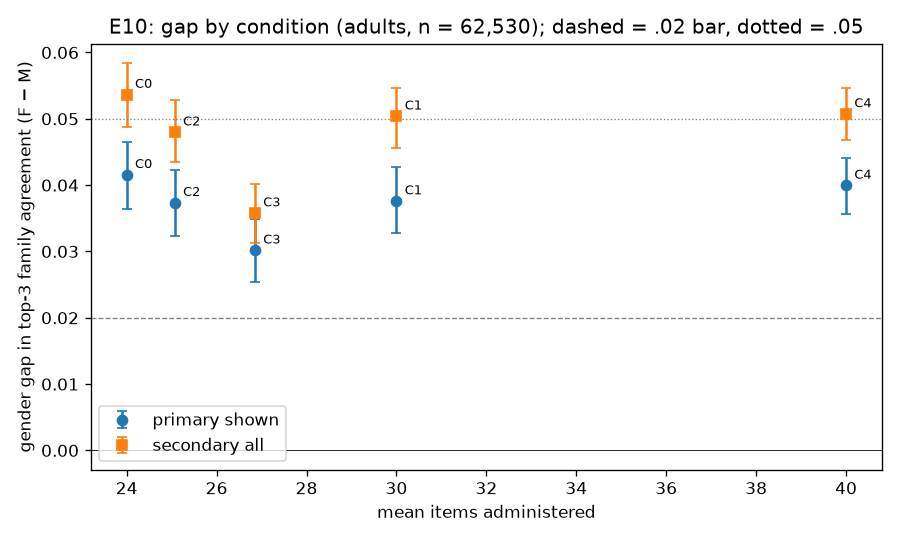 E10: gap by condition (adults, n = 62,530); dashed = .02 bar, dotted = .05
gender gap in top-3 family agreement (F − M)
0.06
0.05
0.04
0.03
0.02
0.01
0.00
C0
C2
C3
C1
C4
C0
C2
C3
C1
C4
primary shown
secondary all
24 26 28 30 32 34 36 38 40
mean items administered